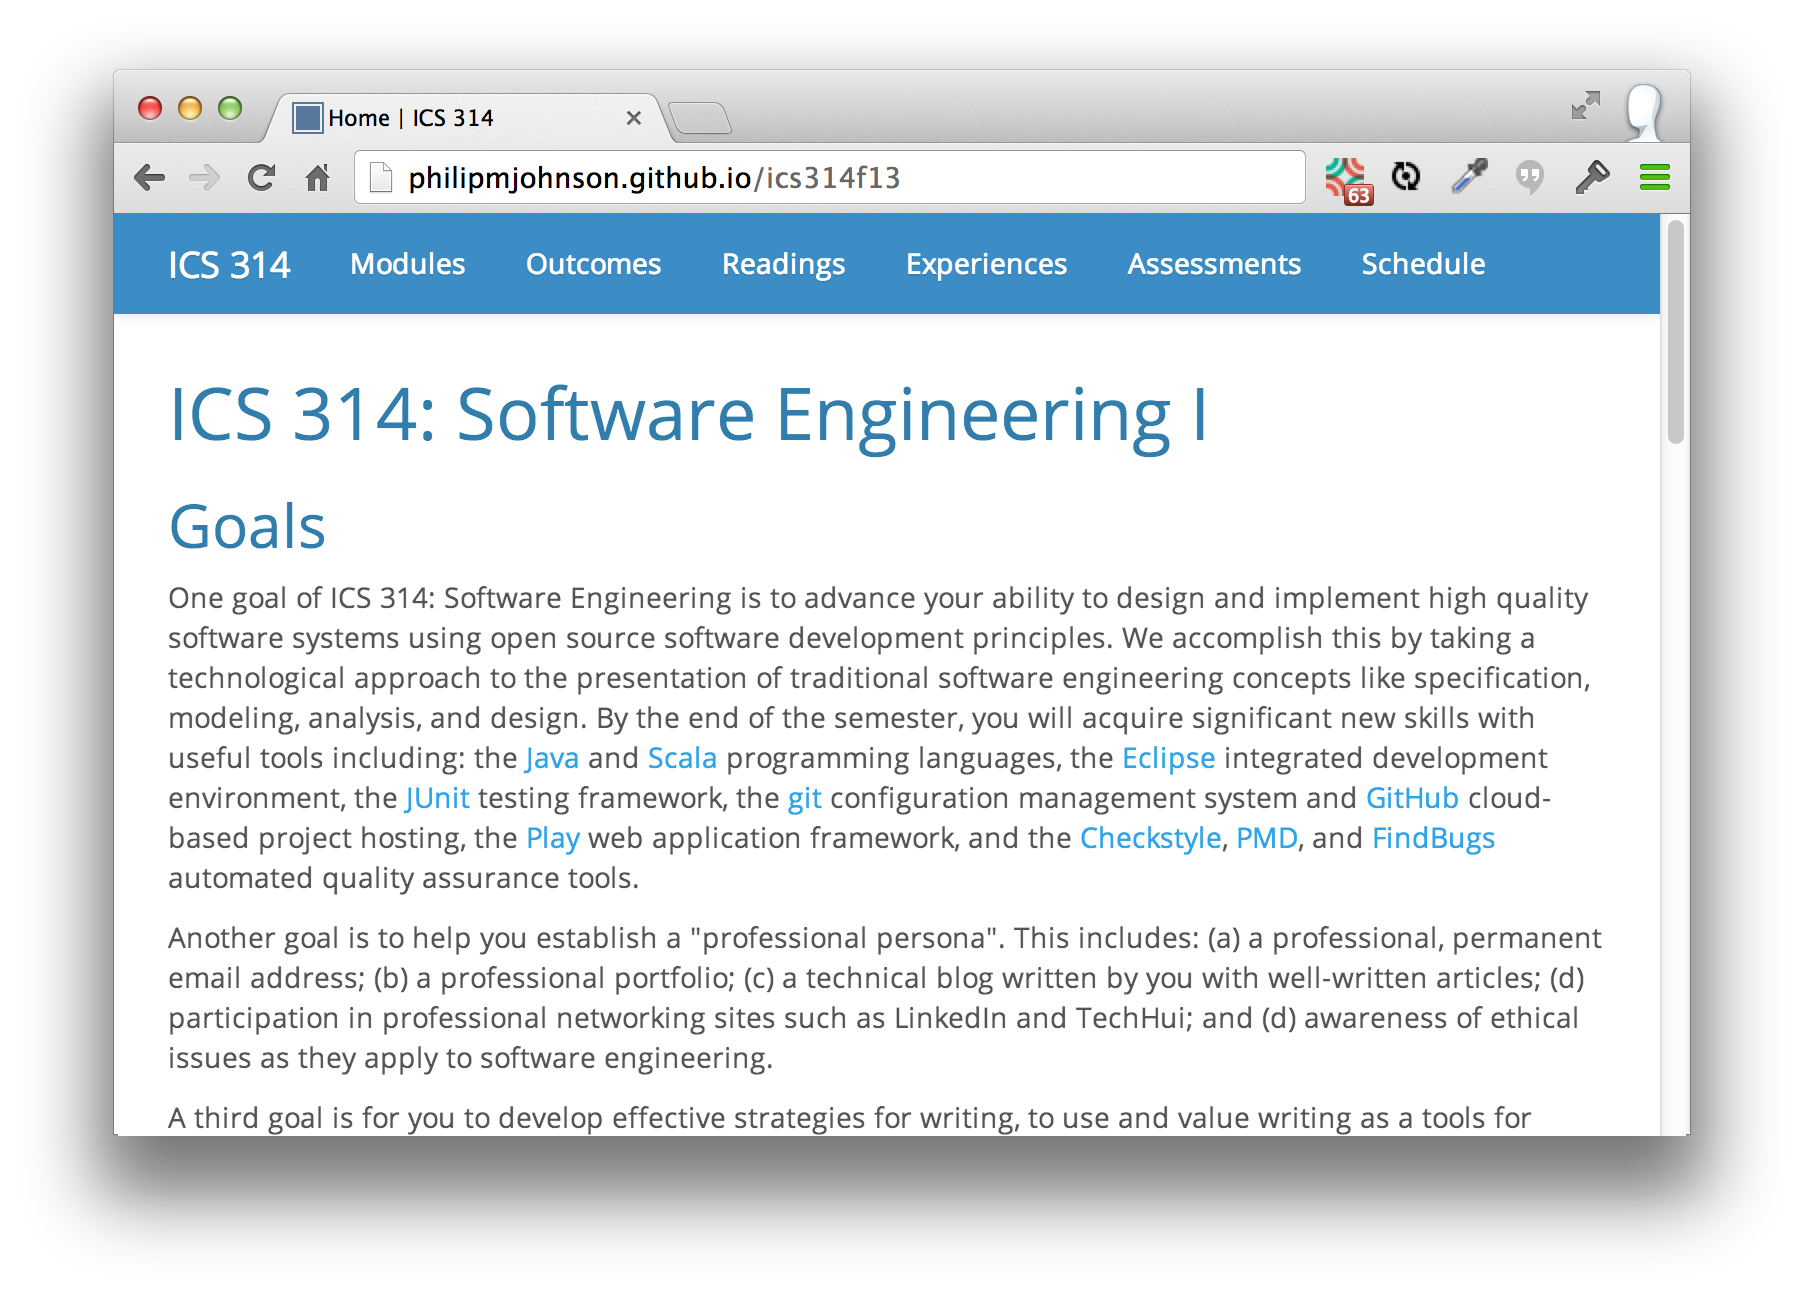 Home | ICS 314
philipmjohnson.github.io/ics314f13
63
ICS 314 Modules Outcomes Readings Experiences Assessments Schedule
ICS 314: Software Engineering I
Goals
One goal of ICS 314: Software Engineering is to advance your ability to design and implement high quality
software systems using open source software development principles. We accomplish this by taking a
technological approach to the presentation of traditional software engineering concepts like specification,
modeling, analysis, and design. By the end of the semester, you will acquire significant new skills with
useful tools including: the Java and Scala programming languages, the Eclipse integrated development
environment, the JUnit testing framework, the git configuration management system and GitHub cloud-
based project hosting, the Play web application framework, and the Checkstyle, PMD, and FindBugs
automated quality assurance tools.
Another goal is to help you establish a "professional persona". This includes: (a) a professional, permanent
email address; (b) a professional portfolio; (c) a technical blog written by you with well-written articles; (d)
participation in professional networking sites such as LinkedIn and TechHui; and (d) awareness of ethical
issues as they apply to software engineering.
A third goal is for you to develop effective strategies for writing, to use and value writing as a tools for